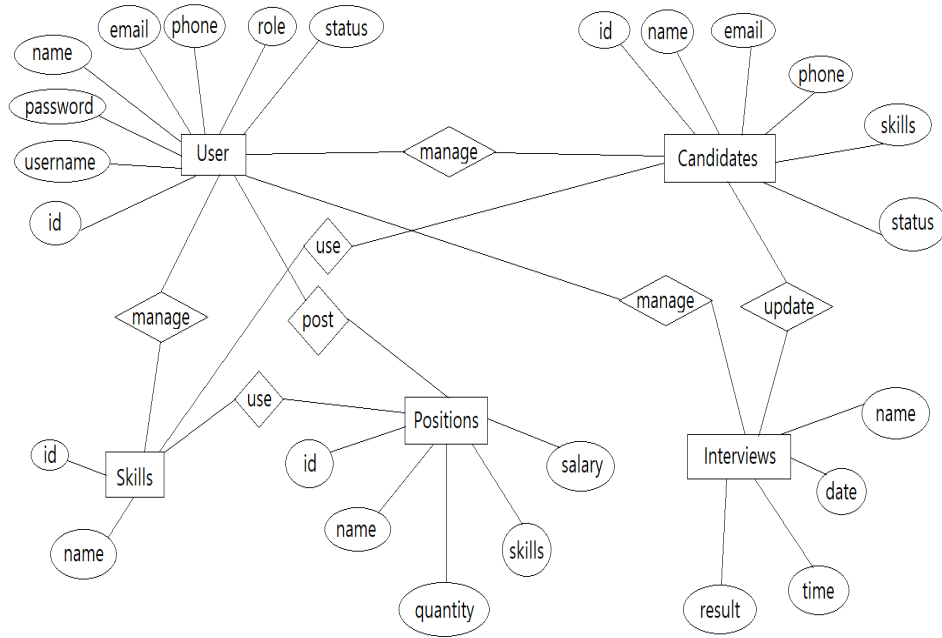 email
phone
role
status
id
name
email
name
phone
password
skills
User
manage
Candidates
username
id
status
use
manage
post
manage
update
use
name
Positions
id
Skills
id
salary
Interviews
date
name
name
skills
quantity
result
time